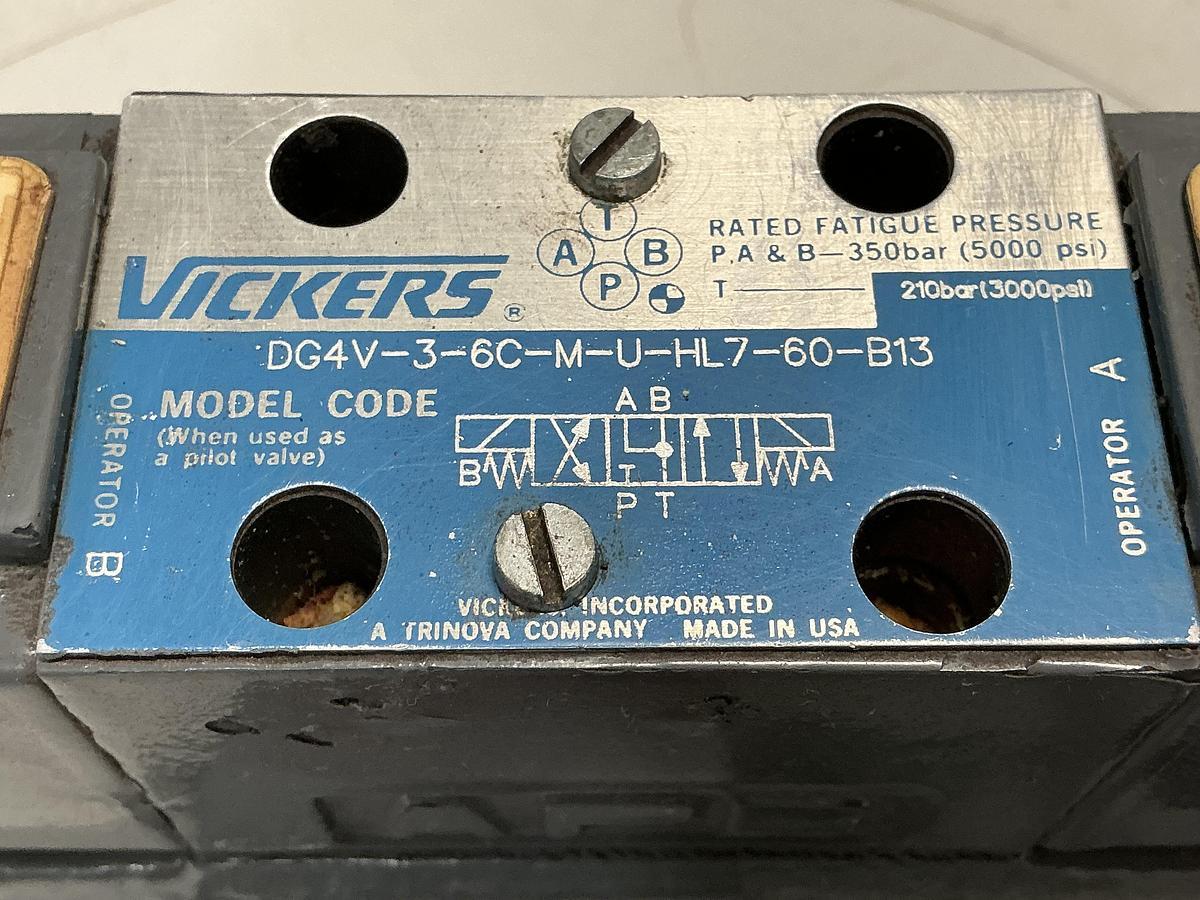 T
A B
P
RATED FATIGUE PRESSURE
P,A & B—350bar (5000 psi)
T 210bar(3000psi)
VICKERS®
DG4V-3-6C-M-U-HL7-60-B13
MODEL CODE
(When used as
a pilot valve)
A B
B A
P T
OPERATOR B
OPERATOR A
INCORPORATED
A TRINOVA COMPANY MADE IN USA